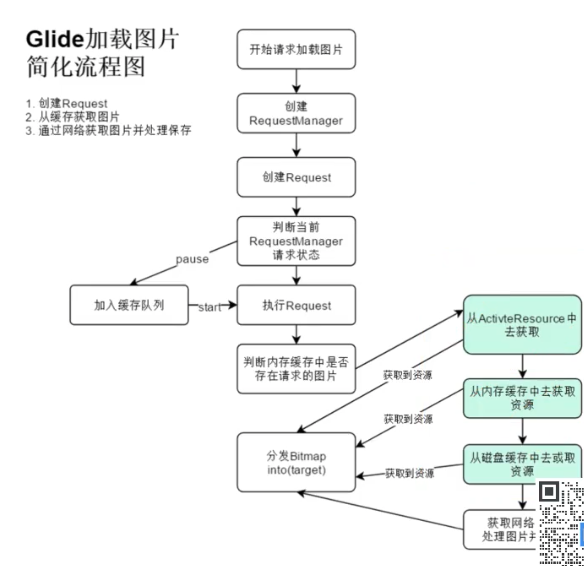 Glide加载图片
简化流程图
1. 创建Request
2. 从缓存获取图片
3. 通过网络获取图片并处理保存
开始请求加载图片
创建
RequestManager
创建Request
判断当前
RequestManager
请求状态
pause
加入缓存队列
start
执行Request
判断内存缓存中是否
存在请求的图片
从ActivteResource中
去获取
获取到资源
从内存缓存中去获取
资源
获取到资源
分发Bitmap
into(target)
从磁盘缓存中去或取
资源
获取到资源
获取网络
处理图片并